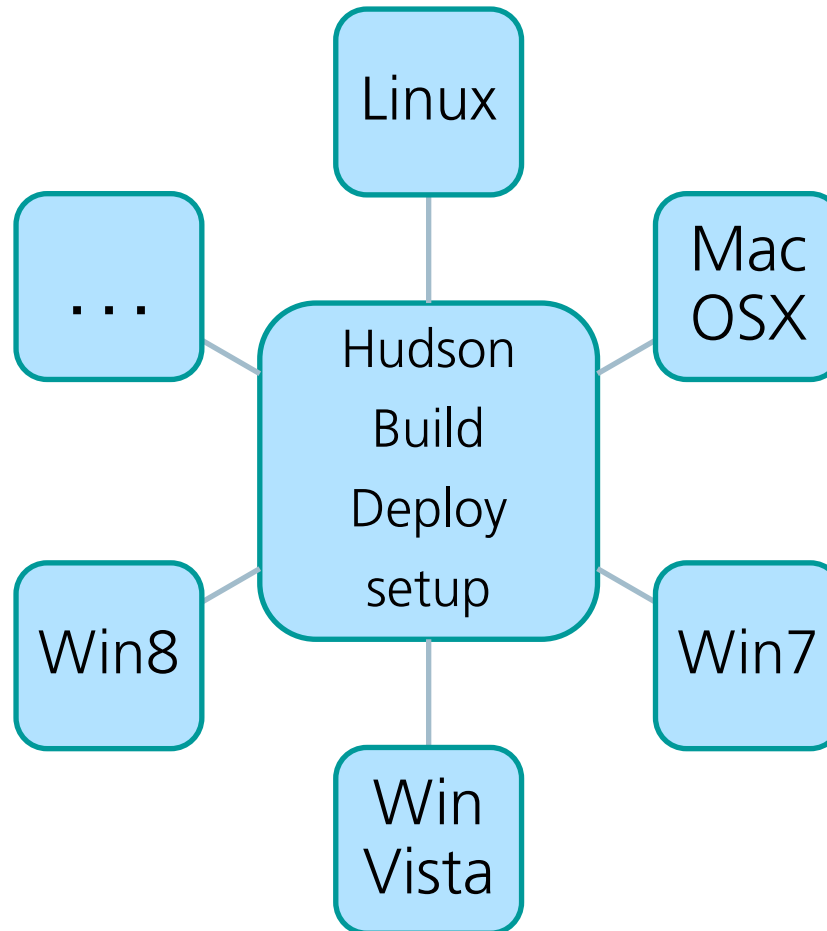 Linux
...
Mac
OSX
Hudson
Build
Deploy
setup
Win8
Win7
Win
Vista